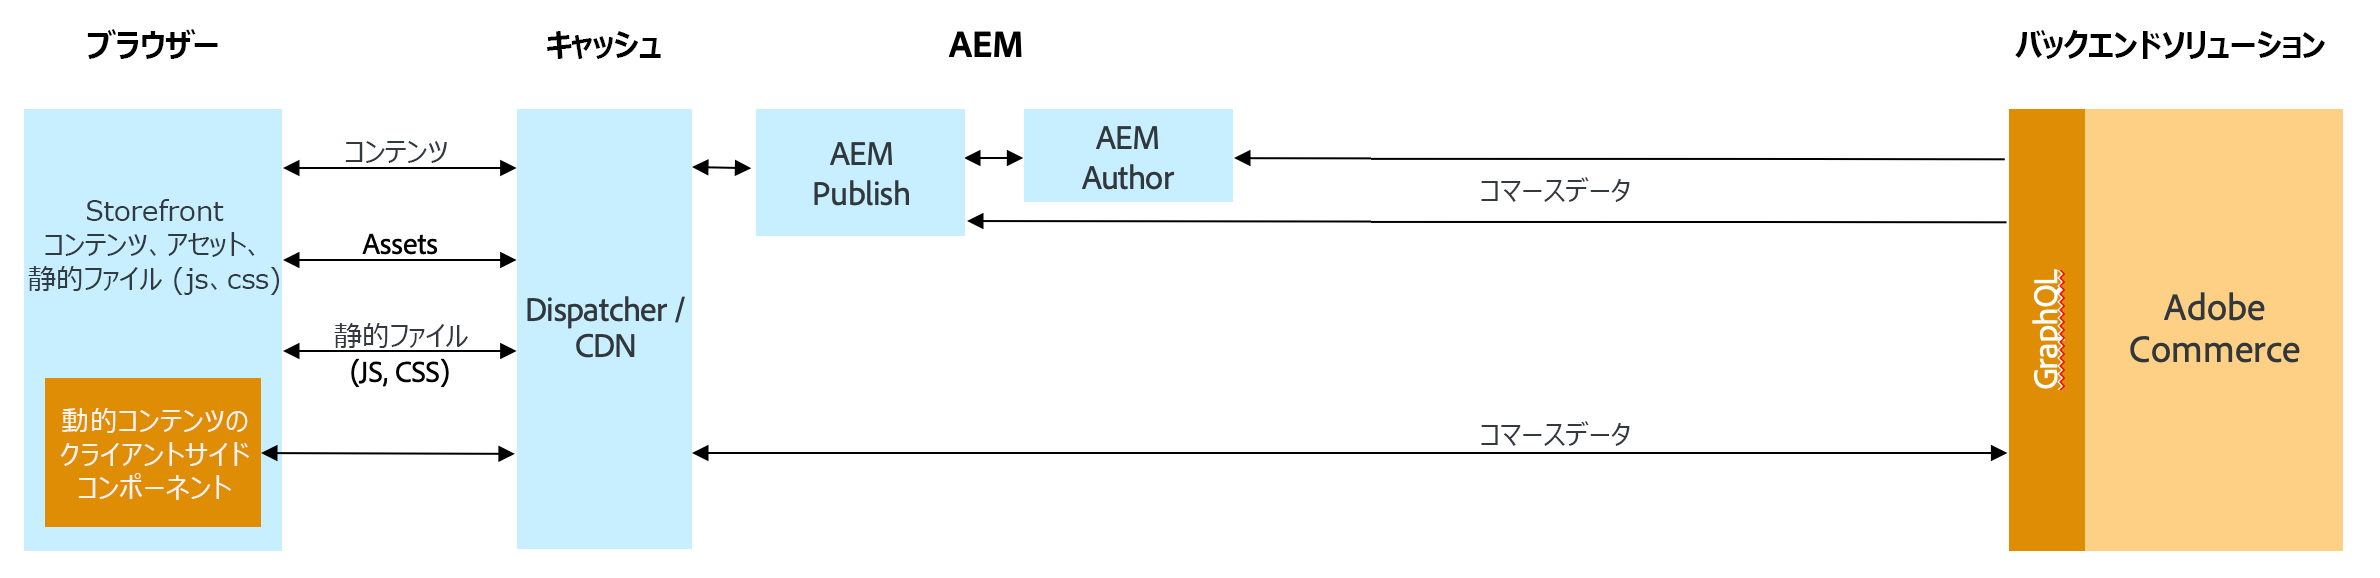 ブラウザー
キャッシュ
AEM
バックエンドソリューション
Storefront
コンテンツ、アセット、
静的ファイル (js、css)
動的コンテンツの
クライアントサイド
コンポーネント
コンテンツ
Assets
静的ファイル
(JS, CSS)
Dispatcher /
CDN
AEM
Publish
AEM
Author
コマースデータ
コマースデータ
GraphQL
Adobe
Commerce